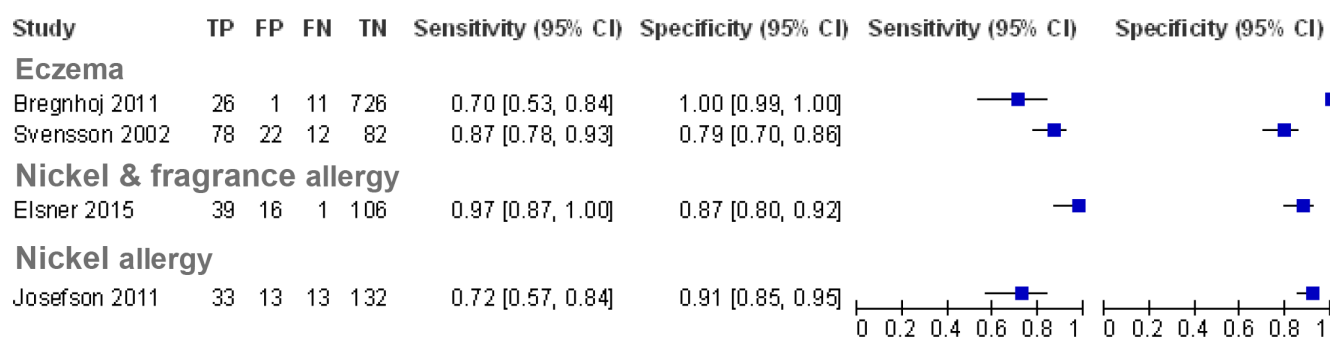 Study TP FP FN TN Sensitivity (95% CI) Specificity (95% CI) Sensitivity (95% CI) Specificity (95% CI)
Eczema
Bregnhoj 2011 26 1 11 726 0.70 [0.53, 0.84] 1.00 [0.99, 1.00]
Svensson 2002 78 22 12 82 0.87 [0.78, 0.93] 0.79 [0.70, 0.86]
Nickel & fragrance allergy
Elsner 2015 39 16 1 106 0.97 [0.87, 1.00] 0.87 [0.80, 0.92]
Nickel allergy
Josefson 2011 33 13 13 132 0.72 [0.57, 0.84] 0.91 [0.85, 0.95]
0 0.2 0.4 0.6 0.8 1 0 0.2 0.4 0.6 0.8 1